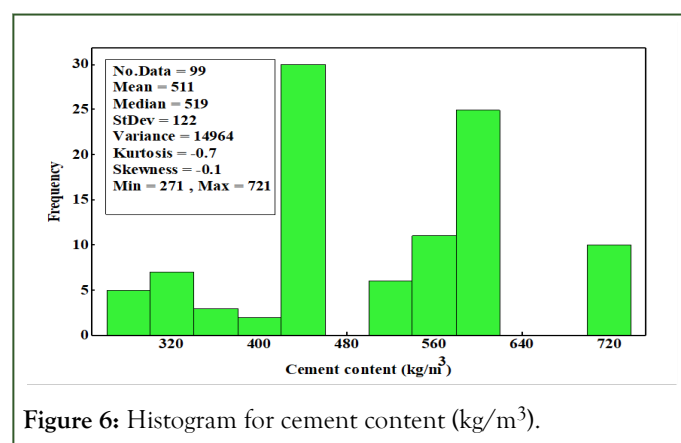 No.Data = 99
Mean = 511
Median = 519
StDev = 122
Variance = 14964
Kurtosis = -0.7
Skewness = -0.1
Min = 271 , Max = 721
Frequency
30
25
20
15
10
5
0
320 400 480 560 640 720
Cement content (kg/m³)
Figure 6: Histogram for cement content (kg/m³).